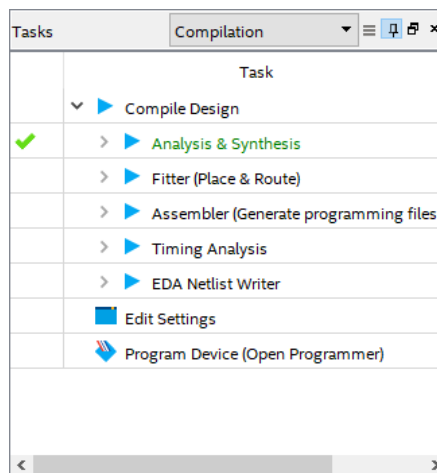 Tasks Compilation
Task
Compile Design
Analysis & Synthesis
Fitter (Place & Route)
Assembler (Generate programming files
Timing Analysis
EDA Netlist Writer
Edit Settings
Program Device (Open Programmer)